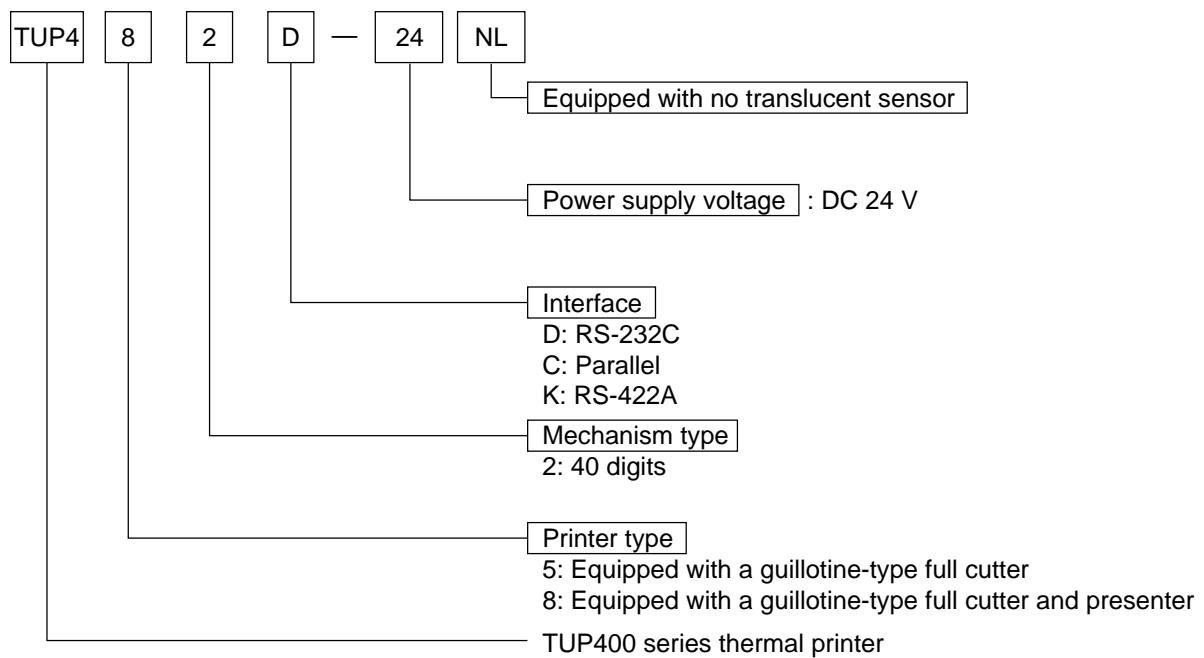 TUP4 8 2 D — 24 NL
Equipped with no translucent sensor
Power supply voltage : DC 24 V
Interface
D: RS-232C
C: Parallel
K: RS-422A
Mechanism type
2: 40 digits
Printer type
5: Equipped with a guillotine-type full cutter
8: Equipped with a guillotine-type full cutter and presenter
TUP400 series thermal printer